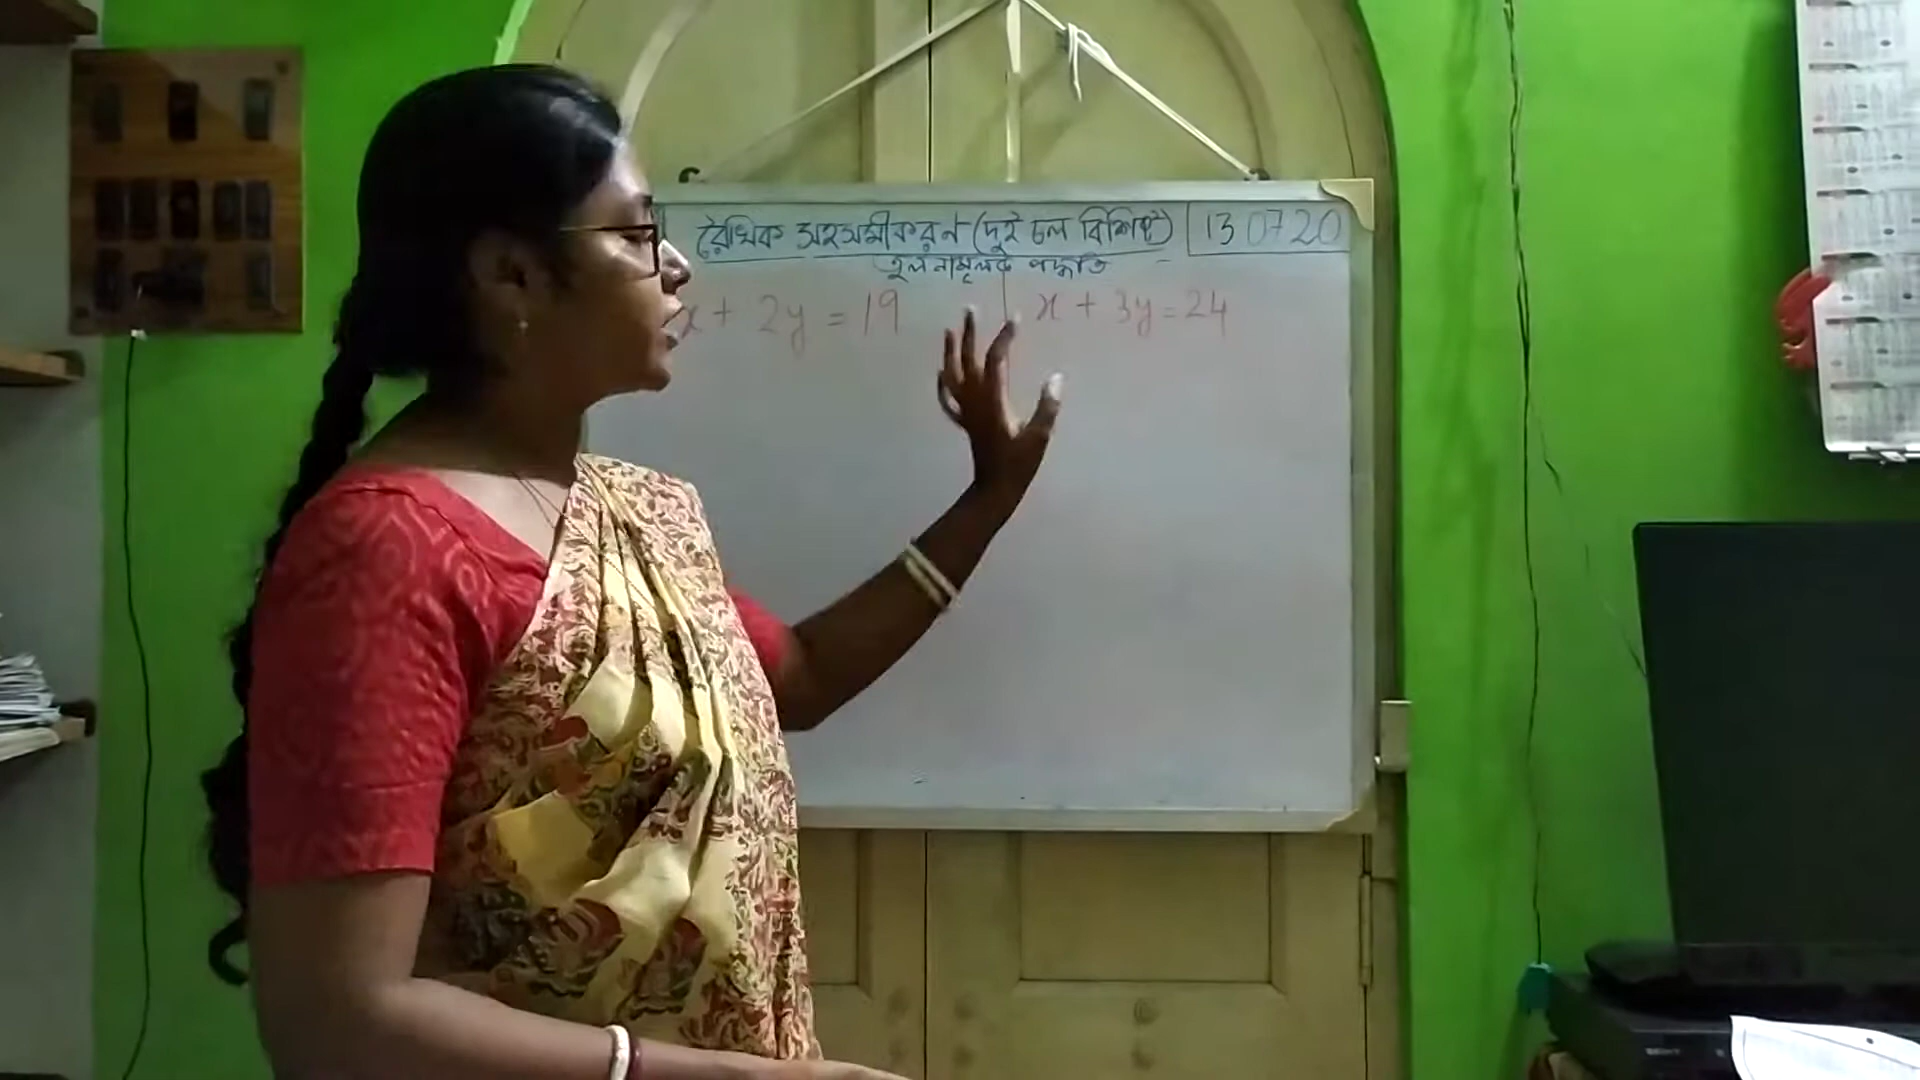 রৈখিক সহসমীকরণ (দুই চল বিশিষ্ট) 13 07 20
তুলনামূলক পদ্ধতি
x + 2y = 19 x + 3y = 24